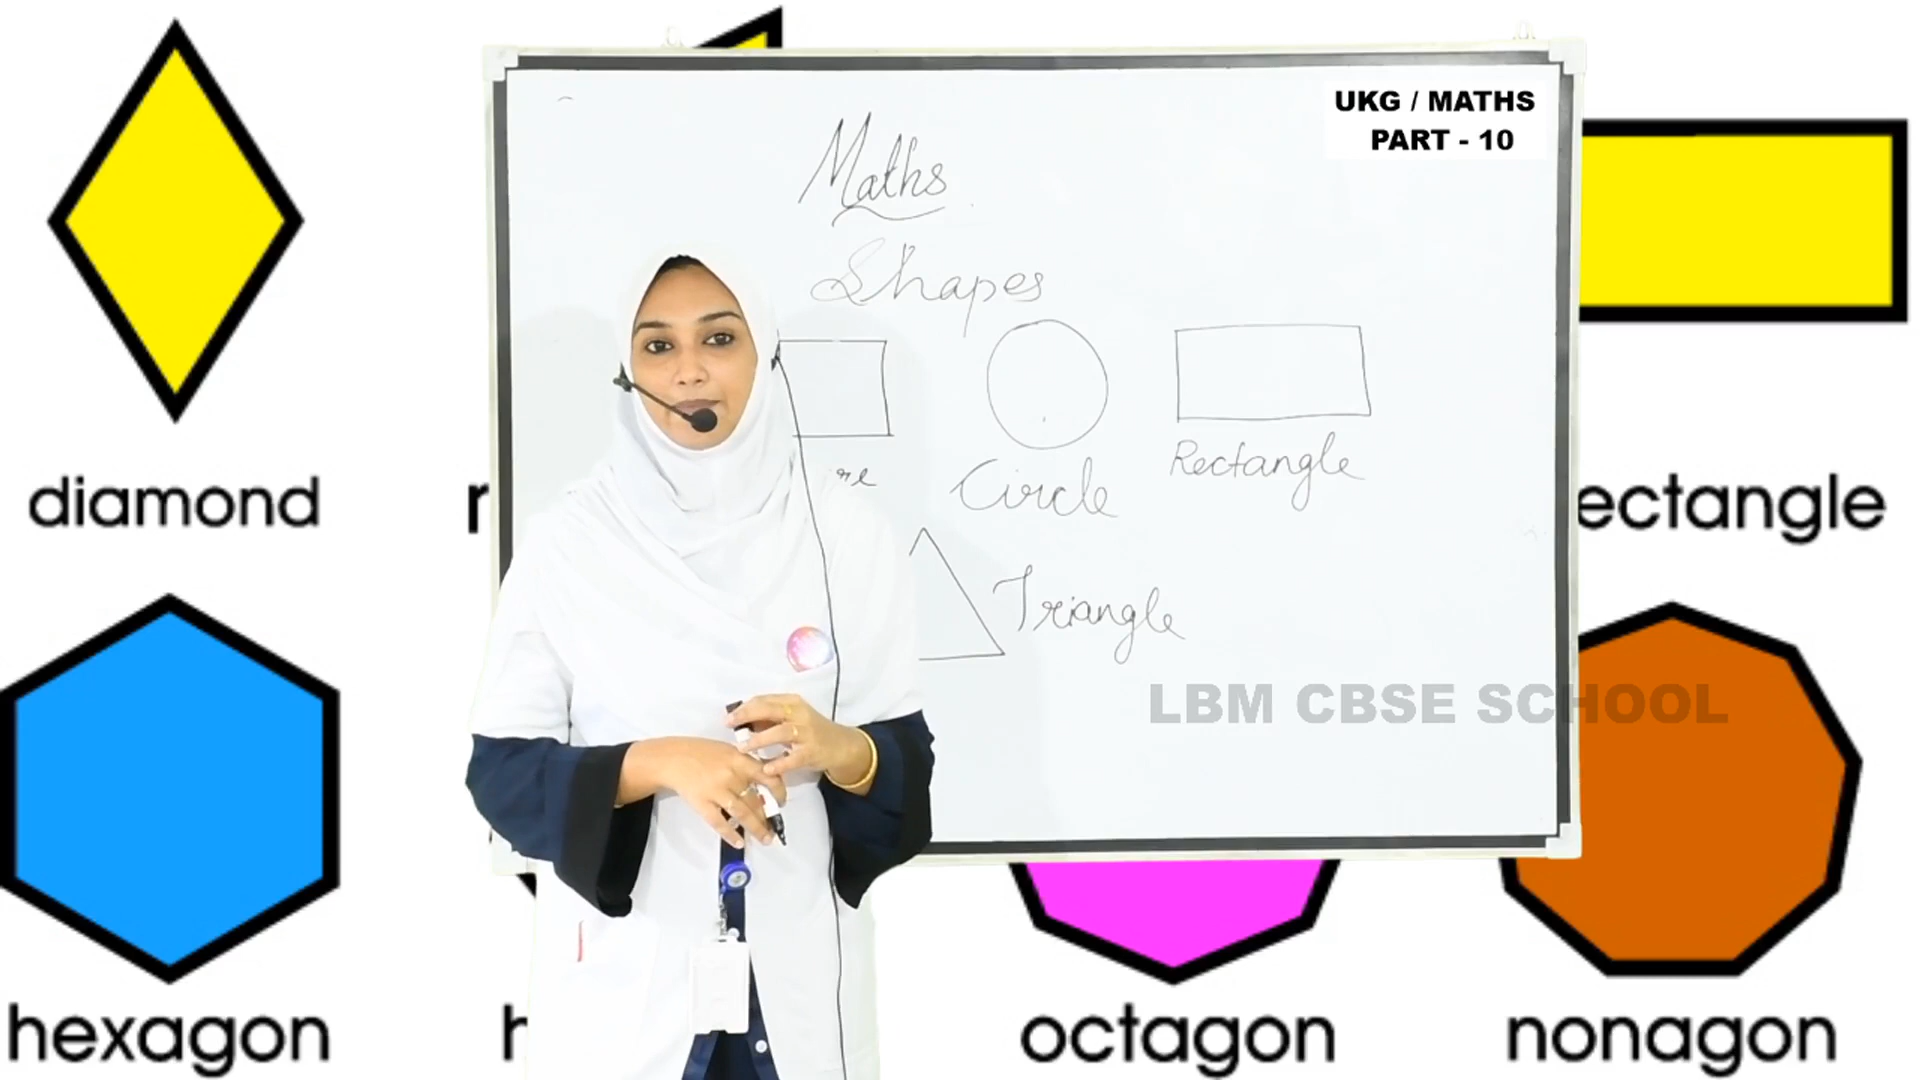 UKG / MATHS
PART - 10
Maths
Shapes
Circle
Rectangle
Triangle
LBM CBSE SCHOOL
diamond
ectangle
hexagon
octagon
nonagon